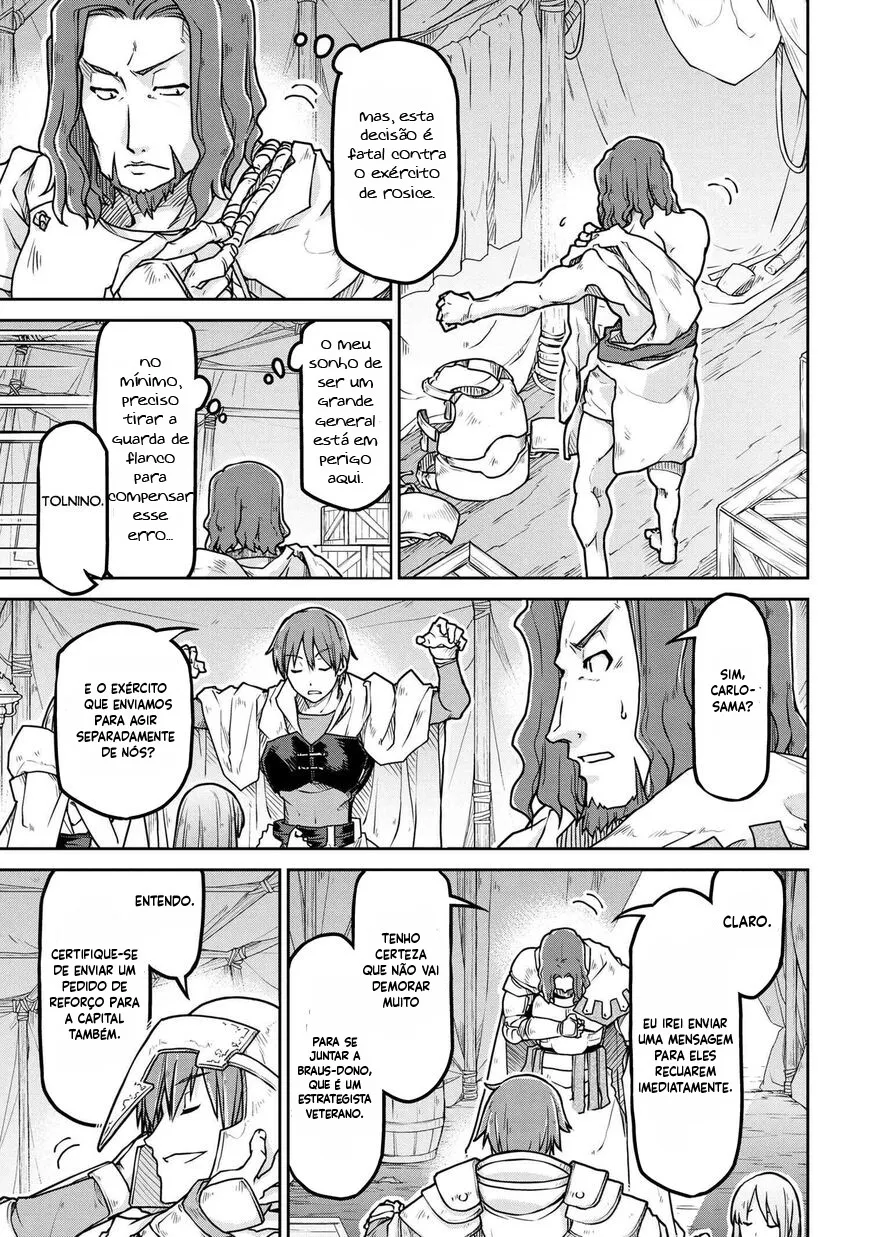 mas, esta
decisão é
fatal contra
o exército
de rosice.
o meu
sonho de
ser um
grande
general
está em
perigo
aqui.
no
mínimo,
preciso
tirar a
guarda de
flanco
para
compensar
esse
erro...
TOLNINO.
SIM,
CARLO-
SAMA?
E O EXÉRCITO
QUE ENVIAMOS
PARA AGIR
SEPARADAMENTE
DE NÓS?
CLARO.
EU IREI ENVIAR
UMA MENSAGEM
PARA ELES
RECUAREM
IMEDIATAMENTE.
TENHO
CERTEZA
QUE NÃO VAI
DEMORAR
MUITO
PARA SE
JUNTAR A
BRAUS-DONO,
QUE É UM
ESTRATEGISTA
VETERANO.
ENTENDO.
CERTIFIQUE-SE
DE ENVIAR UM
PEDIDO DE
REFORÇO PARA
A CAPITAL
TAMBÉM.